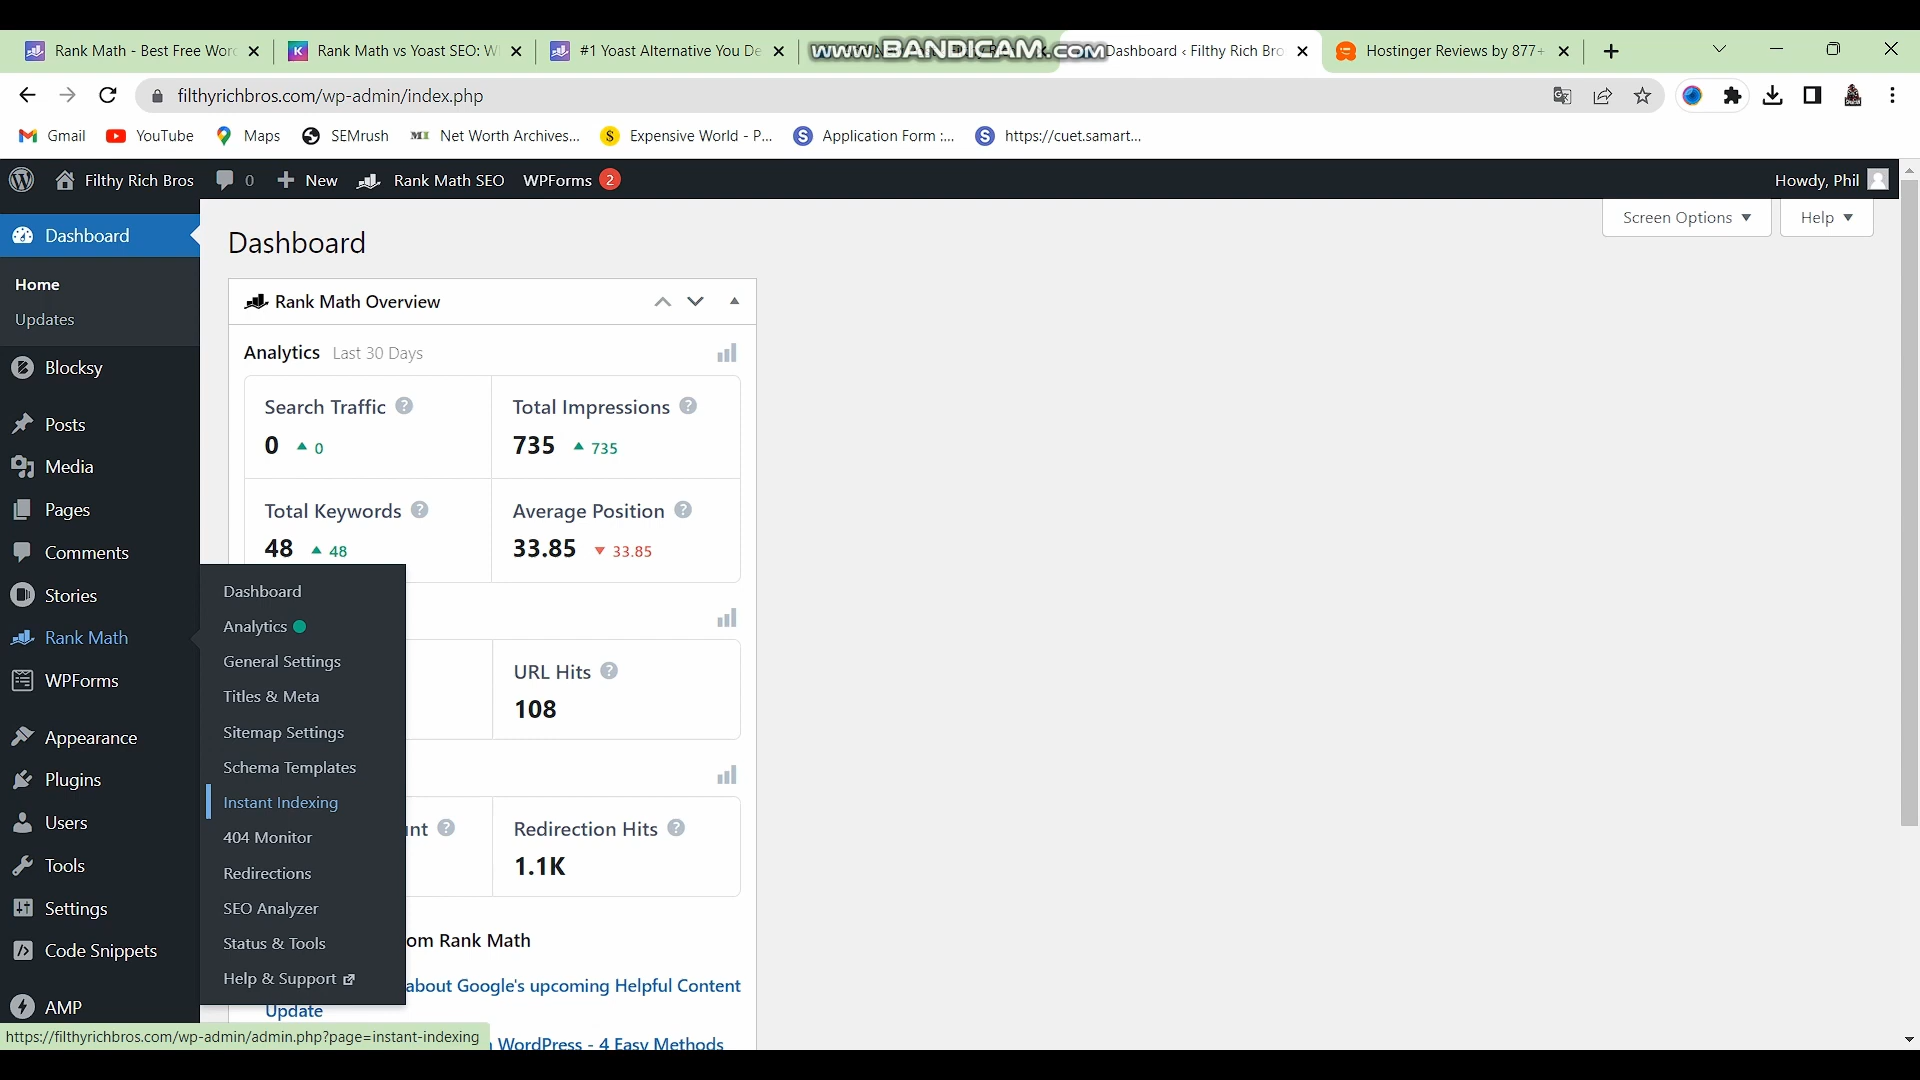 Rank Math - Best Free Wor
Rank Math vs Yoast SEO: W
#1 Yoast Alternative You De
www.BANDICAM.com
Dashboard ‹ Filthy Rich Bro
Hostinger Reviews by 877+
filthyrichbros.com/wp-admin/index.php
Gmail
YouTube
Maps
SEMrush
Net Worth Archives...
Expensive World - P...
Application Form :...
https://cuet.samart...
Filthy Rich Bros
0
New
Rank Math SEO
WPForms 2
Howdy, Phil
Screen Options
Help
Dashboard
Home
Updates
Blocksy
Posts
Media
Pages
Comments
Stories
Rank Math
WPForms
Appearance
Plugins
Users
Tools
Settings
Code Snippets
AMP
Dashboard
Analytics
General Settings
Titles & Meta
Sitemap Settings
Schema Templates
Instant Indexing
404 Monitor
Redirections
SEO Analyzer
Status & Tools
Help & Support
Dashboard
Rank Math Overview
Analytics Last 30 Days
Search Traffic
0 0
Total Impressions
735 735
Total Keywords
48 48
Average Position
33.85 33.85
URL Hits
108
nt
Redirection Hits
1.1K
om Rank Math
about Google's upcoming Helpful Content
Update
WordPress - 4 Easy Methods
https://filthyrichbros.com/wp-admin/admin.php?page=instant-indexing